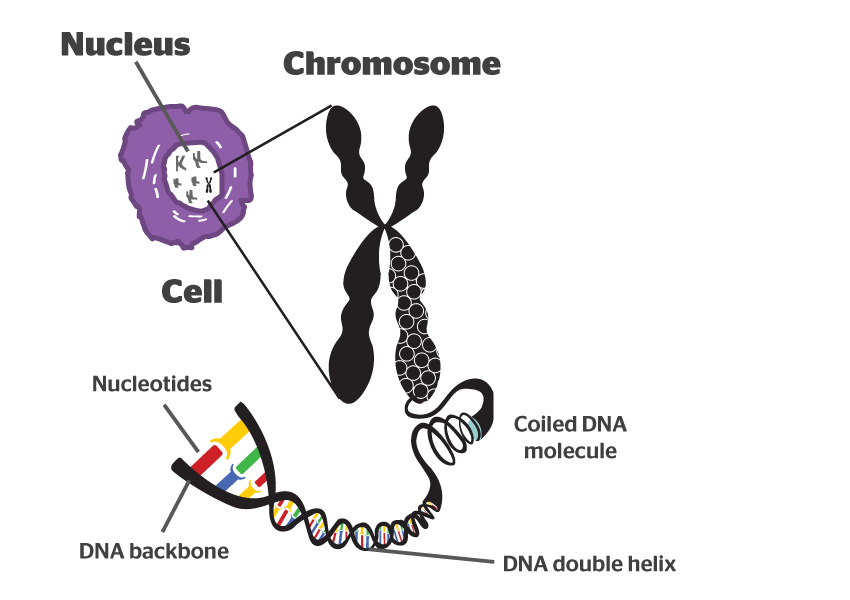 Nucleus
Chromosome
Cell
Nucleotides
Coiled DNA
molecule
DNA backbone
DNA double helix